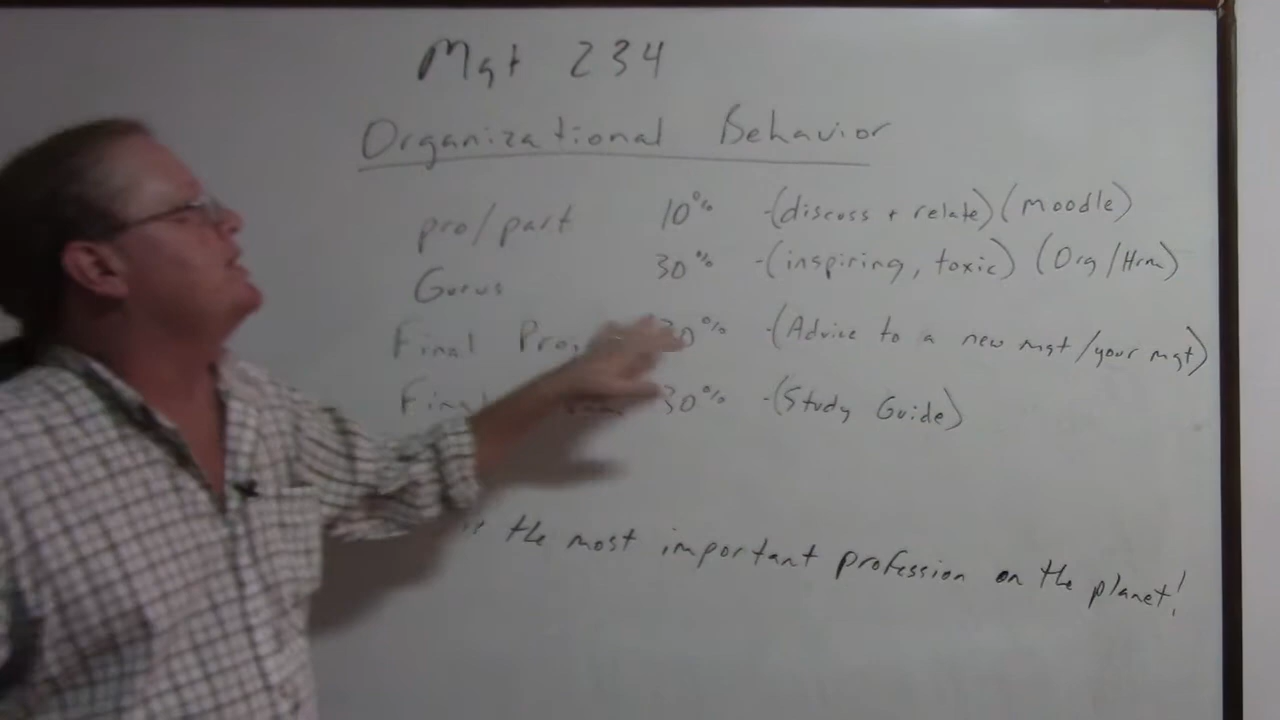 Mgt 234
Organizational Behavior
pro/part 10% -(discuss + relate) (moodle)
Gurus 30% -(inspiring, toxic) (Org/Hrm)
Final 30% -(Advice to a new mgt/your mgt)
30% -(Study Guide)
the most important profession on the planet!